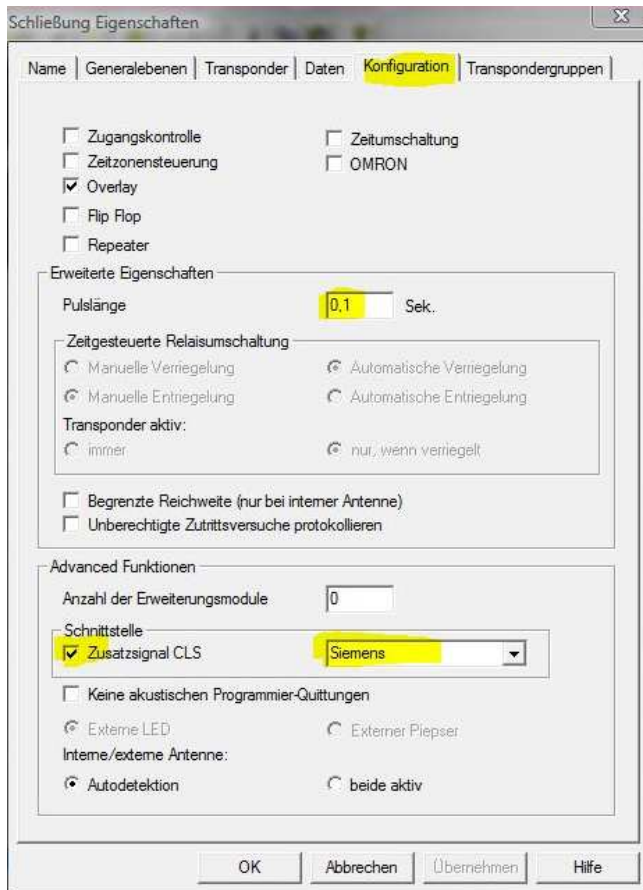 Schließung Eigenschaften
Name Generalebenen Transponder Daten Konfiguration Transpondergruppen
Zugangskontrolle Zeitumschaltung
Zeitzonensteuerung OMRON
Overlay
Flip Flop
Repeater
Erweiterte Eigenschaften
Pulslänge 0,1 Sek.
Zeitgesteuerte Relaisumschaltung
Manuelle Verriegelung Automatische Verriegelung
Manuelle Entriegelung Automatische Entriegelung
Transponder aktiv:
immer nur, wenn verriegelt
Begrenzte Reichweite (nur bei interner Antenne)
Unberechtigte Zutrittsversuche protokollieren
Advanced Funktionen
Anzahl der Erweiterungsmodule 0
Schnittstelle
Zusatzsignal CLS Siemens
Keine akustischen Programmier-Quittungen
Externe LED Externer Piepser
Interne/externe Antenne:
Autodetektion beide aktiv
OK Abbrechen Übernehmen Hilfe